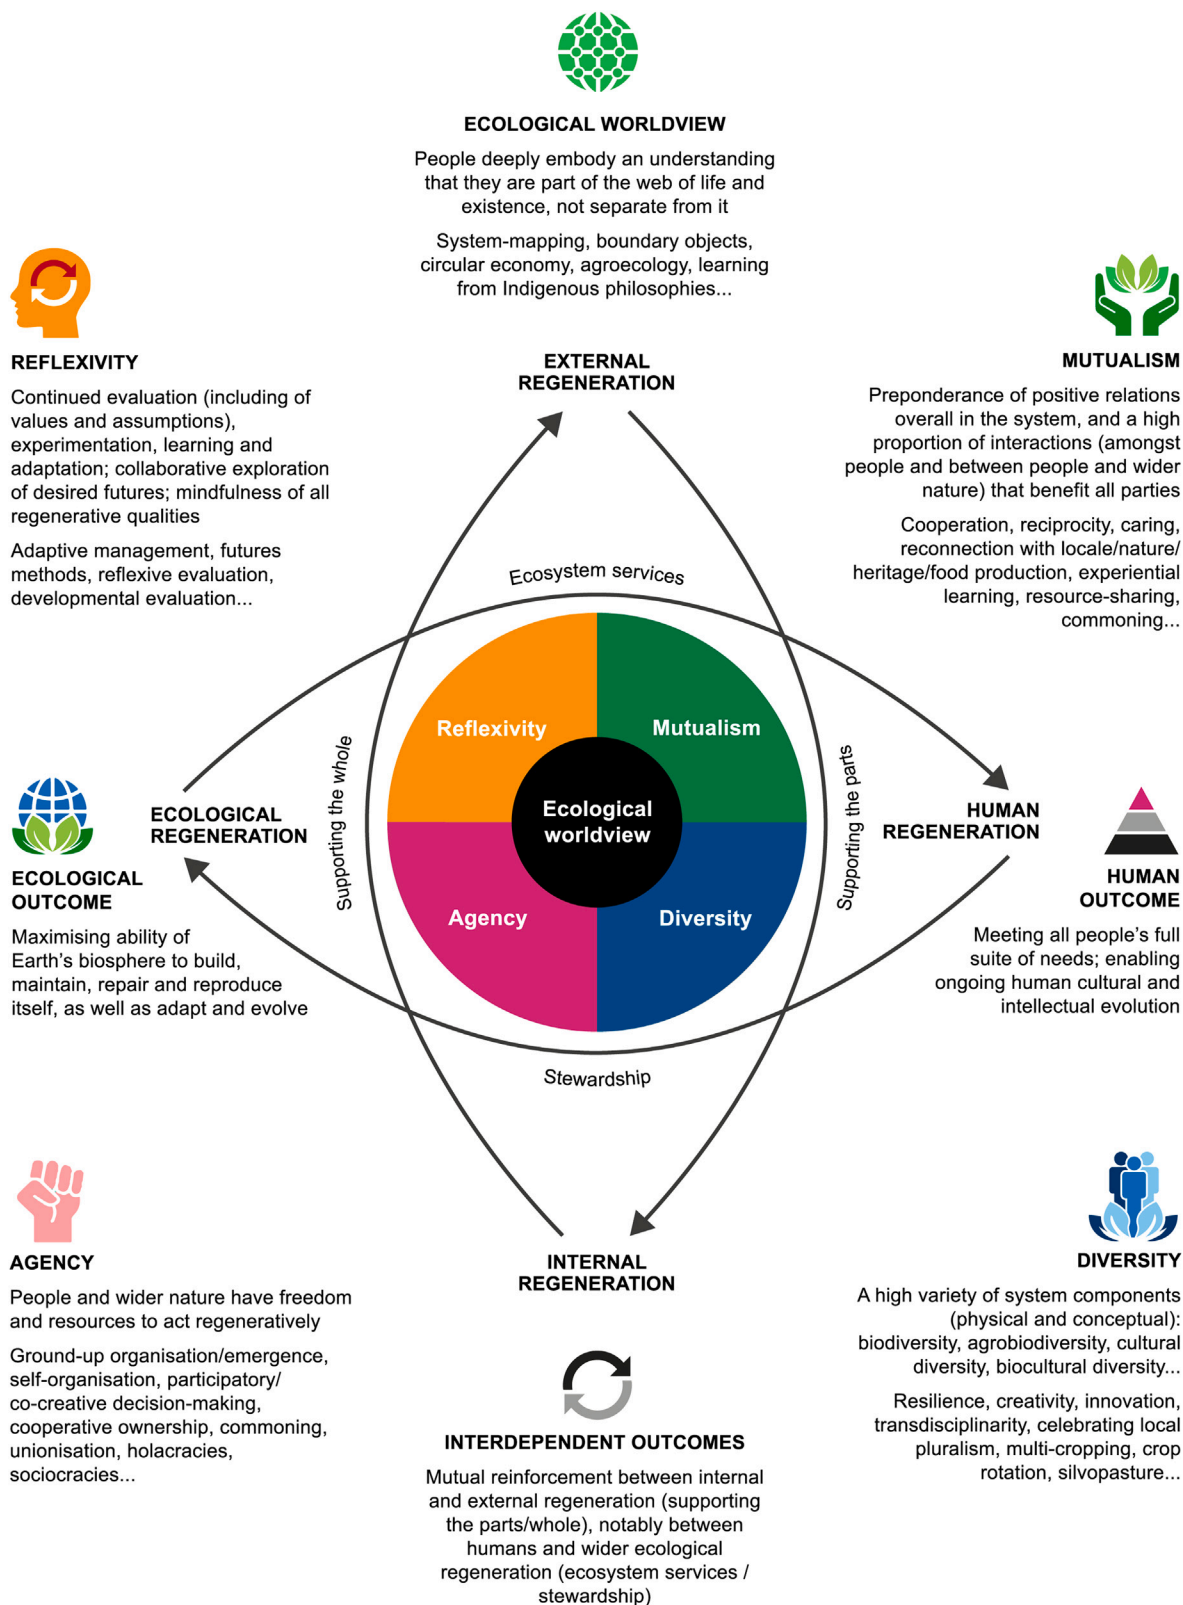 ECOLOGICAL WORLDVIEW
People deeply embody an understanding
that they are part of the web of life and
existence, not separate from it
System-mapping, boundary objects,
circular economy, agroecology, learning
from Indigenous philosophies...
REFLEXIVITY
Continued evaluation (including of
values and assumptions),
experimentation, learning and
adaptation; collaborative exploration
of desired futures; mindfulness of all
regenerative qualities
Adaptive management, futures
methods, reflexive evaluation,
developmental evaluation...
EXTERNAL
REGENERATION
MUTUALISM
Preponderance of positive relations
overall in the system, and a high
proportion of interactions (amongst
people and between people and wider
nature) that benefit all parties
Cooperation, reciprocity, caring,
reconnection with locale/nature/
heritage/food production, experiential
learning, resource-sharing,
commoning...
Ecosystem services
Reflexivity
Mutualism
Supporting the whole
Ecological
worldview
Supporting the parts
Agency
Diversity
Stewardship
ECOLOGICAL
REGENERATION
HUMAN
REGENERATION
ECOLOGICAL
OUTCOME
Maximising ability of
Earth's biosphere to build,
maintain, repair and reproduce
itself, as well as adapt and evolve
HUMAN
OUTCOME
Meeting all people's full
suite of needs; enabling
ongoing human cultural and
intellectual evolution
AGENCY
People and wider nature have freedom
and resources to act regeneratively
Ground-up organisation/emergence,
self-organisation, participatory/
co-creative decision-making,
cooperative ownership, commoning,
unionisation, holacracies,
sociocracies...
INTERNAL
REGENERATION
INTERDEPENDENT OUTCOMES
Mutual reinforcement between internal
and external regeneration (supporting
the parts/whole), notably between
humans and wider ecological
regeneration (ecosystem services /
stewardship)
DIVERSITY
A high variety of system components
(physical and conceptual):
biodiversity, agrobiodiversity, cultural
diversity, biocultural diversity...
Resilience, creativity, innovation,
transdisciplinarity, celebrating local
pluralism, multi-cropping, crop
rotation, silvopasture...